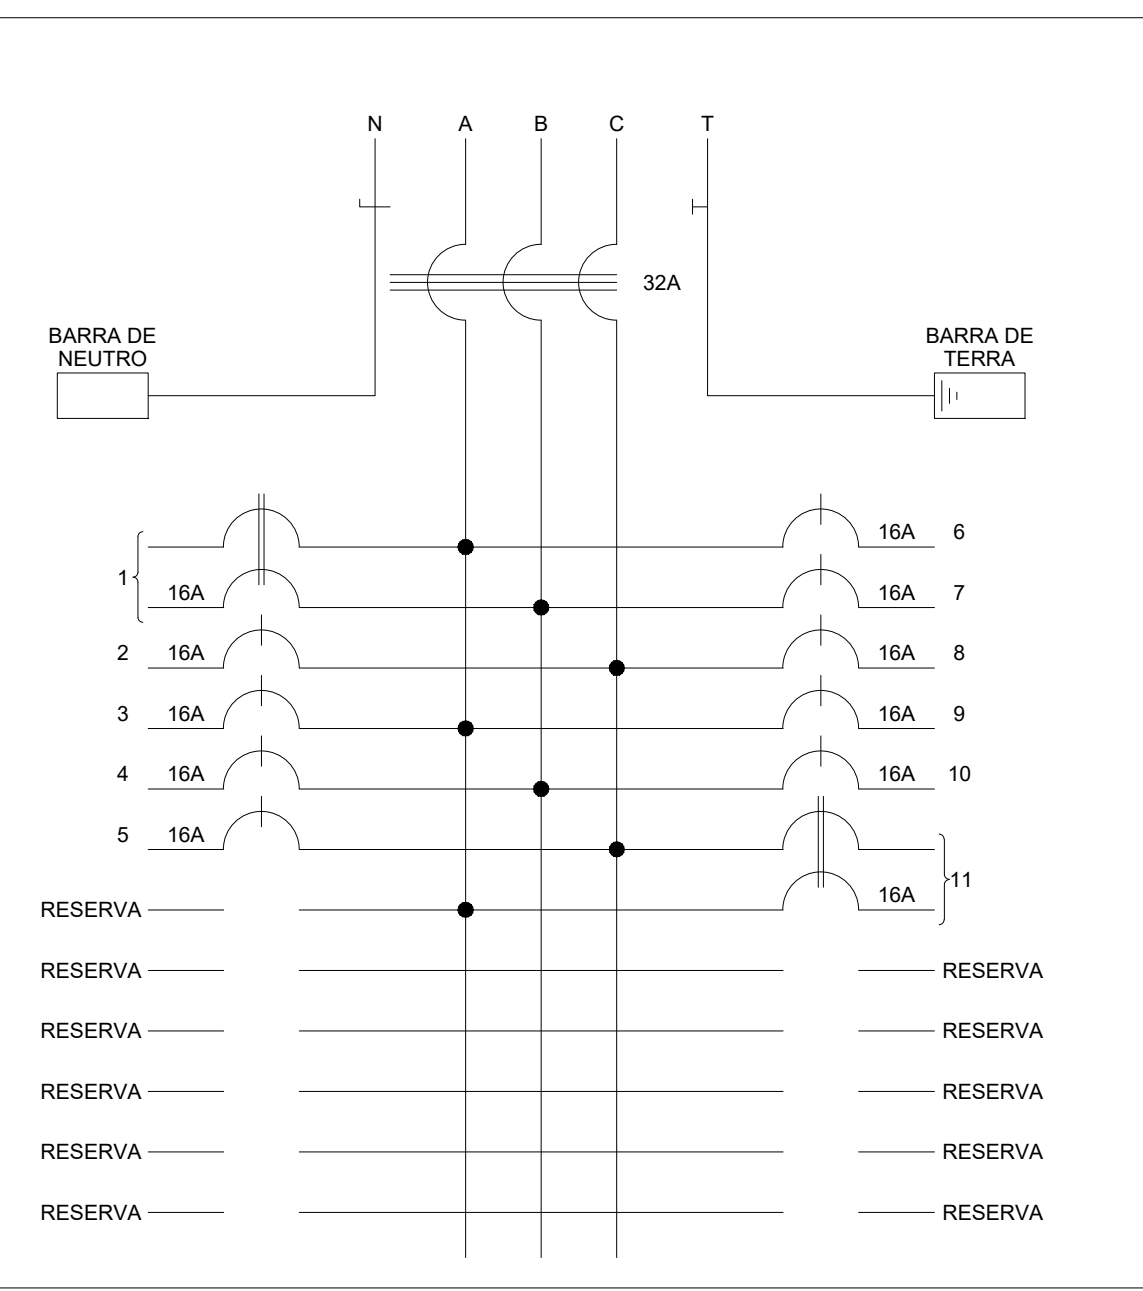 N A B C T
32A
BARRA DE
NEUTRO
BARRA DE
TERRA
16A 6
1 16A 16A 7
2 16A 16A 8
3 16A 16A 9
4 16A 16A 10
5 16A
RESERVA 16A 11
RESERVA RESERVA
RESERVA RESERVA
RESERVA RESERVA
RESERVA RESERVA
RESERVA RESERVA